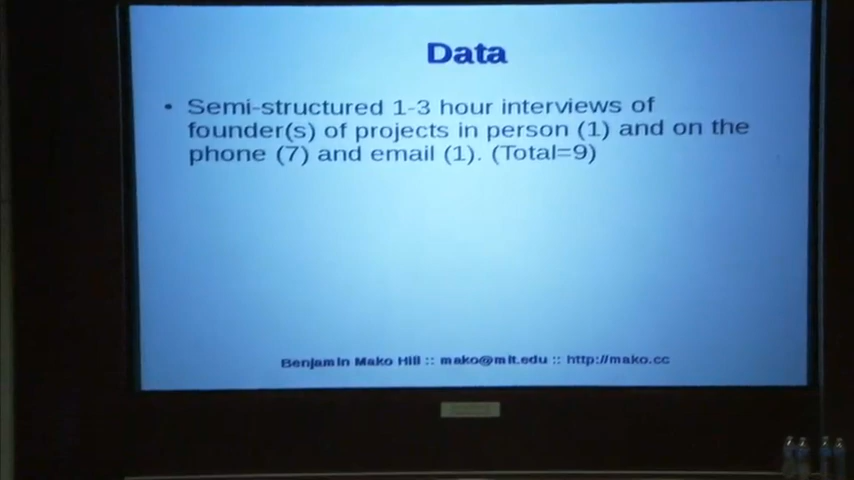 Data
• Semi-structured 1-3 hour interviews of
founder(s) of projects in person (1) and on the
phone (7) and email (1). (Total=9)
Benjamin Mako Hill :: mako@mit.edu :: http://mako.cc